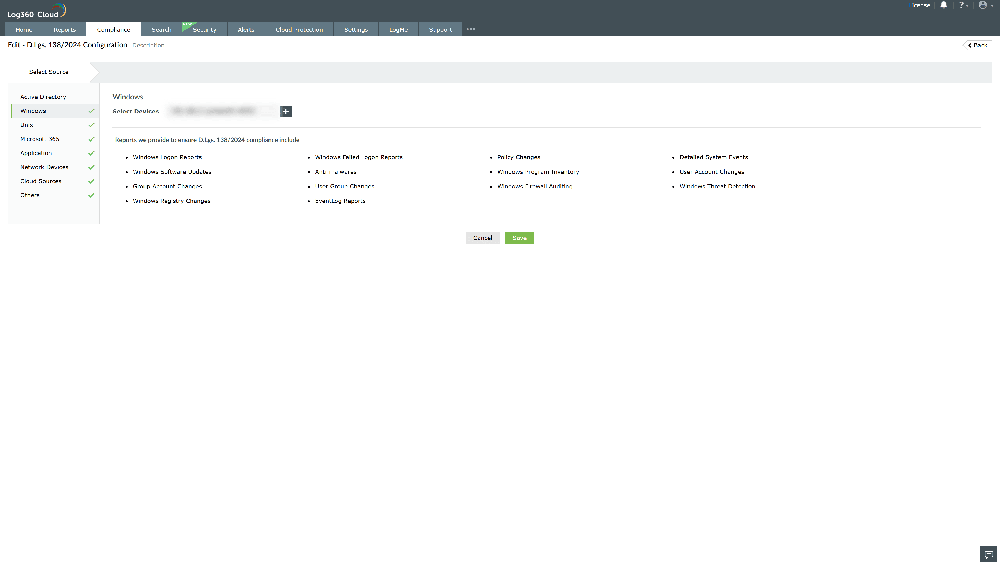 License
?
Log360 Cloud
Home
Reports
Compliance
Search
NEW
Security
Alerts
Cloud Protection
Settings
LogMe
Support
Edit - D.Lgs. 138/2024 Configuration Description
Back
Select Source
Active Directory
Windows
Unix
Microsoft 365
Application
Network Devices
Cloud Sources
Others
Windows
Select Devices
Reports we provide to ensure D.Lgs. 138/2024 compliance include
Windows Logon Reports
Windows Failed Logon Reports
Policy Changes
Detailed System Events
Windows Software Updates
Anti-malwares
Windows Program Inventory
User Account Changes
Group Account Changes
User Group Changes
Windows Firewall Auditing
Windows Threat Detection
Windows Registry Changes
EventLog Reports
Cancel
Save